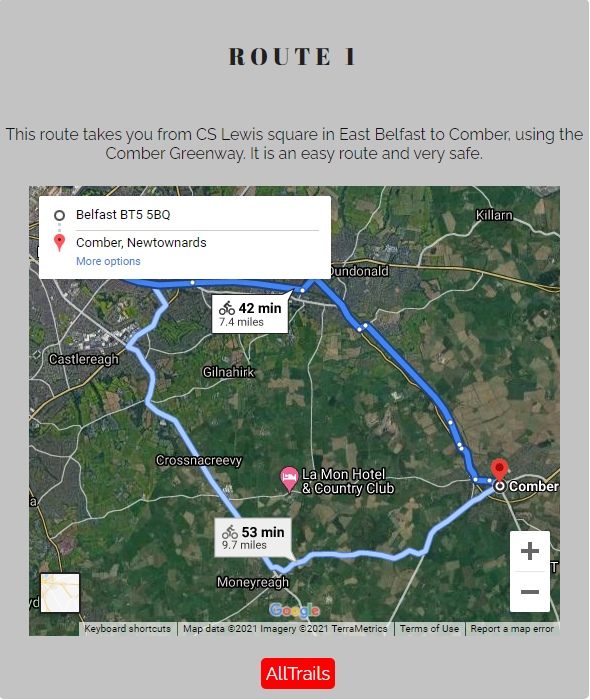 ROUTE 1
This route takes you from CS Lewis square in East Belfast to Comber, using the
Comber Greenway. It is an easy route and very safe.
Belfast BT5 5BQ
Comber, Newtownards
More options
Killarn
Dundonald
42 min
7.4 miles
Castlereagh
Gilnahirk
Crossnacreevy
La Mon Hotel
& Country Club
Comber
53 min
9.7 miles
Moneyreagh
Google
Keyboard shortcuts
Map data ©2021 Imagery ©2021 TerraMetrics
Terms of Use
Report a map error
AllTrails